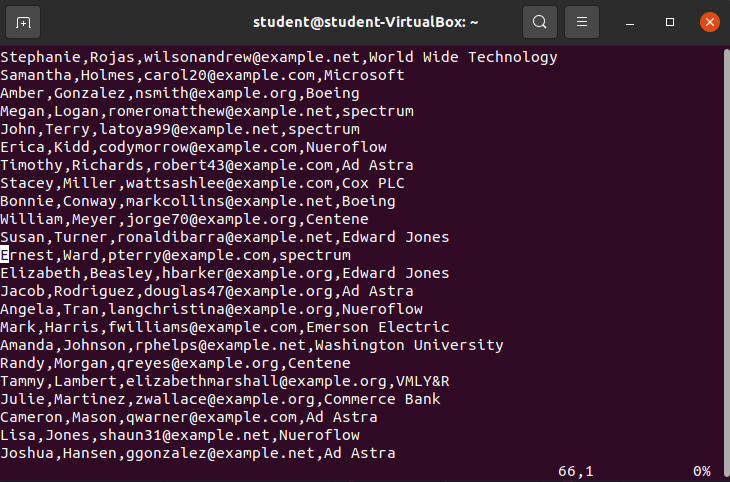 student@student-VirtualBox: ~
Stephanie,Rojas,wilsonandrew@example.net,World Wide Technology
Samantha,Holmes,carol20@example.com,Microsoft
Amber,Gonzalez,nsmith@example.org,Boeing
Megan,Logan,romeromatthew@example.net,spectrum
John,Terry,latoya99@example.net,spectrum
Erica,Kidd,codymorrow@example.com,Nueroflow
Timothy,Richards,robert43@example.com,Ad Astra
Stacey,Miller,wattsashlee@example.com,Cox PLC
Bonnie,Conway,markcollins@example.net,Boeing
William,Meyer,jorge70@example.org,Centene
Susan,Turner,ronaldibarra@example.net,Edward Jones
Ernest,Ward,pterry@example.com,spectrum
Elizabeth,Beasley,hbarker@example.org,Edward Jones
Jacob,Rodriguez,douglas47@example.org,Ad Astra
Angela,Tran,langchristina@example.org,Nueroflow
Mark,Harris,fwilliams@example.com,Emerson Electric
Amanda,Johnson,rphelps@example.net,Washington University
Randy,Morgan,qreyes@example.org,Centene
Tammy,Lambert,elizabethmarshall@example.org,VMLY&R
Julie,Martinez,zwallace@example.org,Commerce Bank
Cameron,Mason,qwarner@example.com,Ad Astra
Lisa,Jones,shaun31@example.net,Nueroflow
Joshua,Hansen,ggonzalez@example.net,Ad Astra
66,1 0%